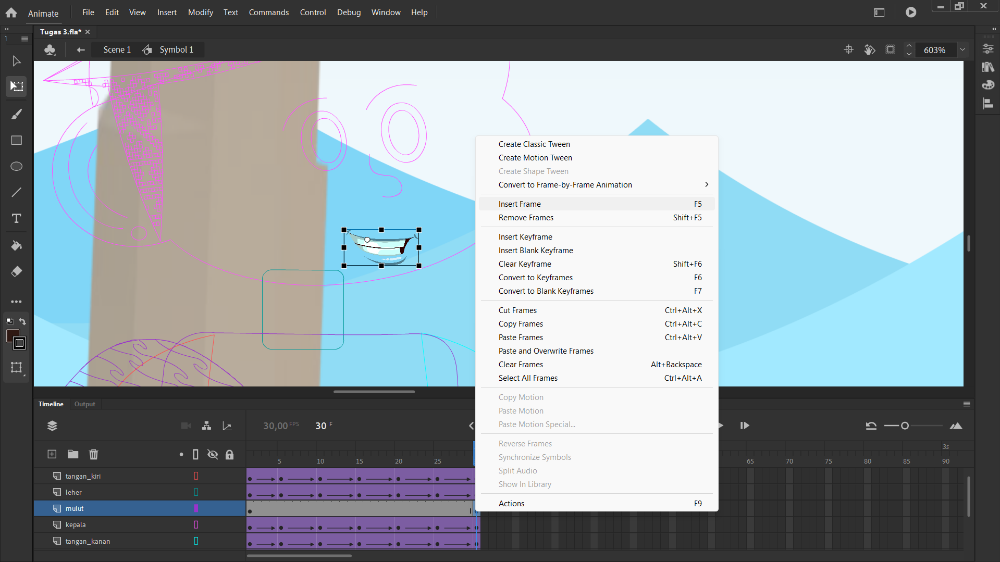 Animate
File Edit View Insert Modify Text Commands Control Debug Window Help
Tugas 3.fla*
Scene 1 Symbol 1
603%
Create Classic Tween
Create Motion Tween
Create Shape Tween
Convert to Frame-by-Frame Animation
Insert Frame F5
Remove Frames Shift+F5
Insert Keyframe
Insert Blank Keyframe
Clear Keyframe Shift+F6
Convert to Keyframes F6
Convert to Blank Keyframes F7
Cut Frames Ctrl+Alt+X
Copy Frames Ctrl+Alt+C
Paste Frames Ctrl+Alt+V
Paste and Overwrite Frames
Clear Frames Alt+Backspace
Select All Frames Ctrl+Alt+A
Copy Motion
Paste Motion
Paste Motion Special...
Reverse Frames
Synchronize Symbols
Split Audio
Show In Library
Actions F9
Timeline Output
30,00 FPS 30 F
3s
5 10 15 20 25 65 70 75 80 85 90
tangan_kiri
leher
mulut
kepala
tangan_kanan